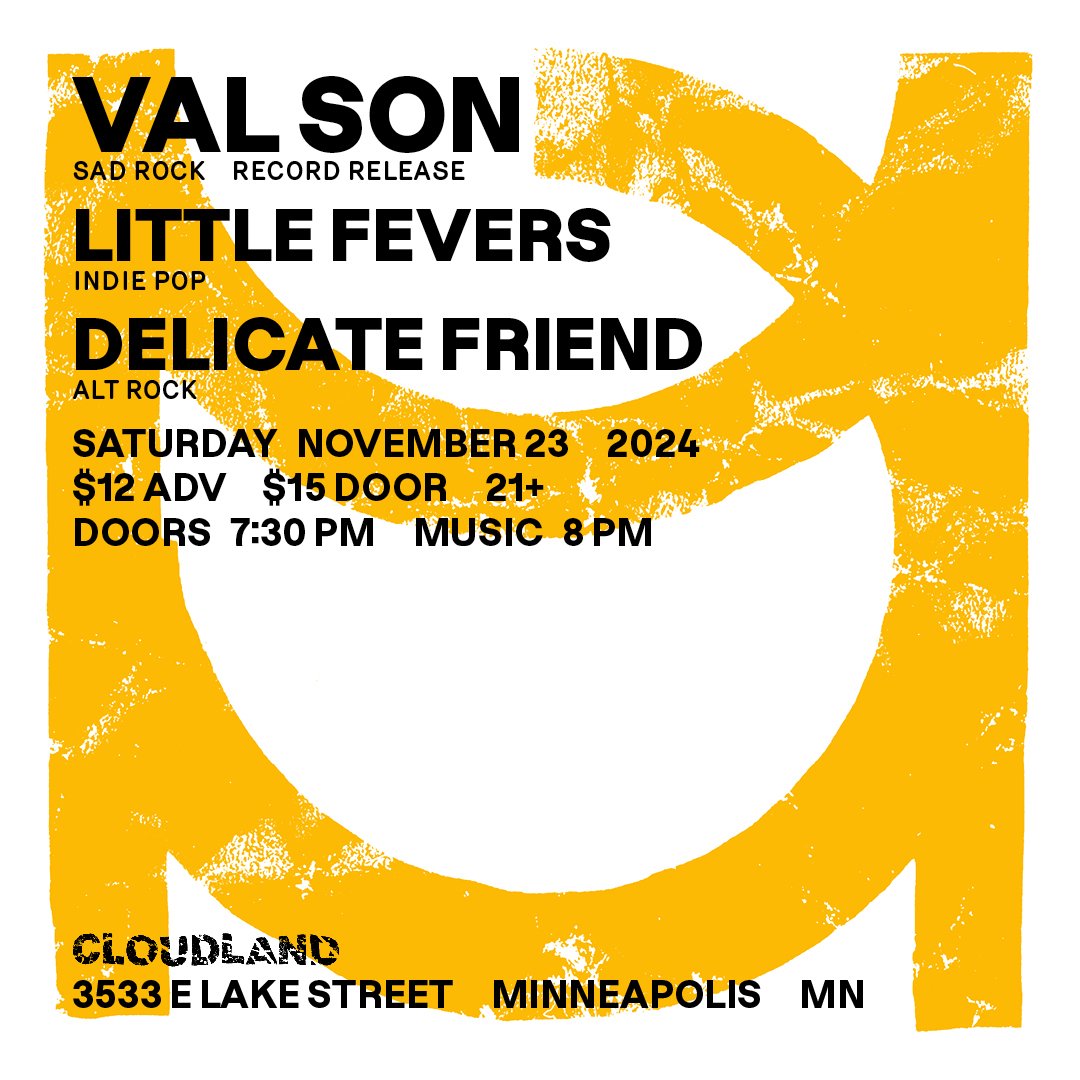 VAL SON
SAD ROCK RECORD RELEASE
LITTLE FEVERS
INDIE POP
DELICATE FRIEND
ALT ROCK
SATURDAY NOVEMBER 23 2024
$12 ADV $15 DOOR 21+
DOORS 7:30 PM MUSIC 8 PM
CLOUDLAND
3533 E LAKE STREET MINNEAPOLIS MN